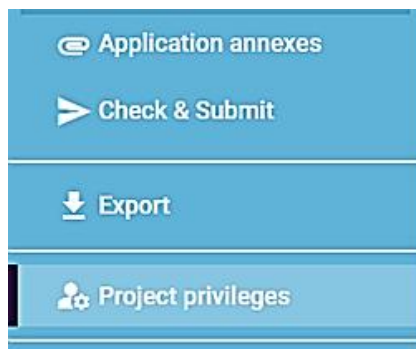 Application annexes
Check & Submit
Export
Project privileges